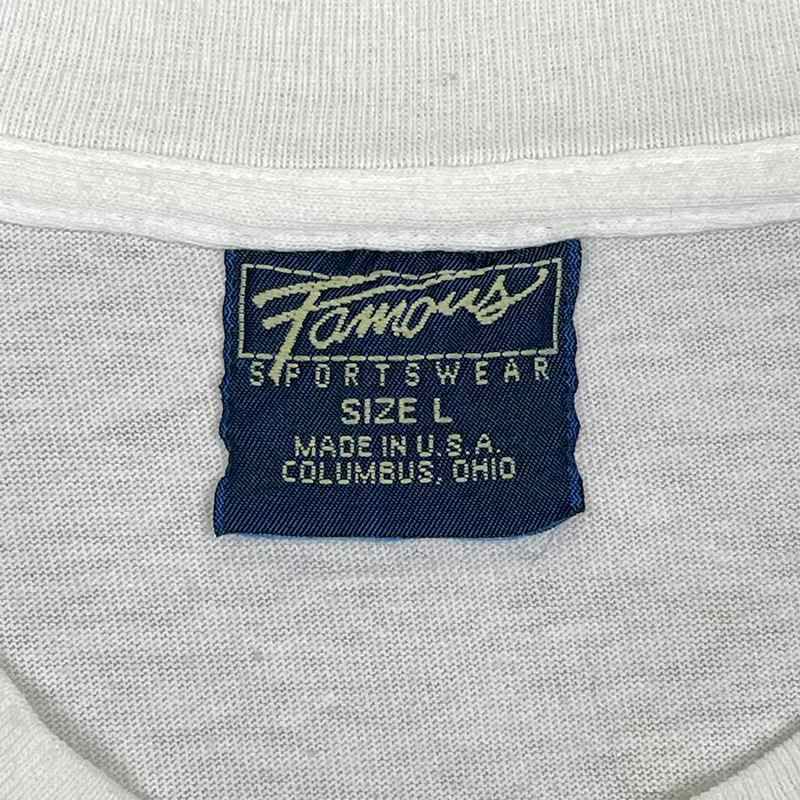 Famous
SPORTSWEAR
SIZE L
MADE IN U.S.A.
COLUMBUS, OHIO